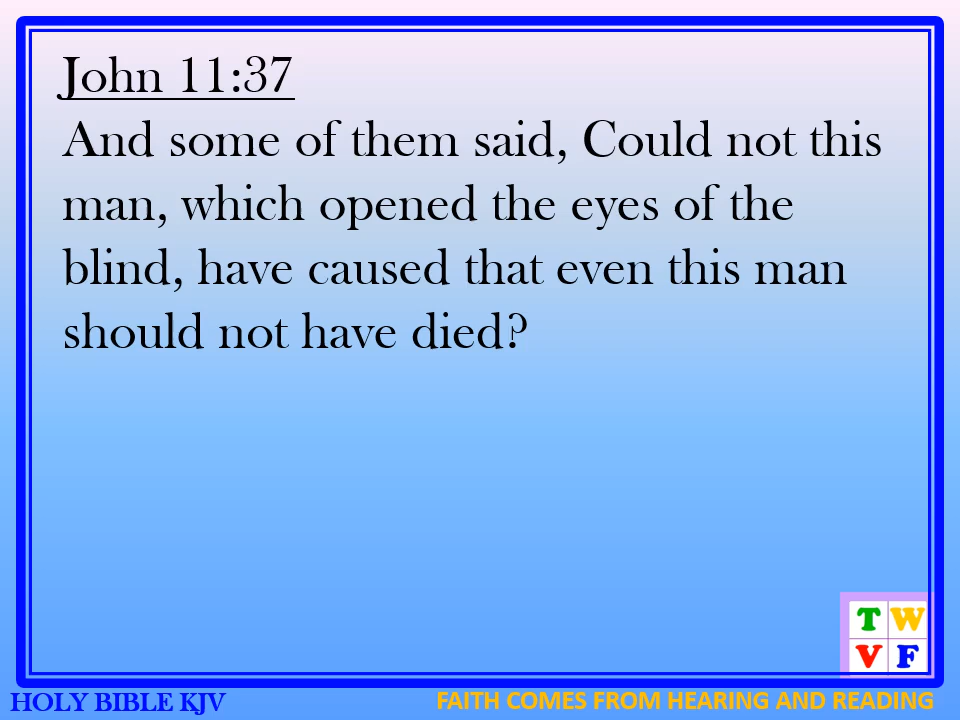 John 11:37
And some of them said, Could not this
man, which opened the eyes of the
blind, have caused that even this man
should not have died?
T W
V F
HOLY BIBLE KJV
FAITH COMES FROM HEARING AND READING